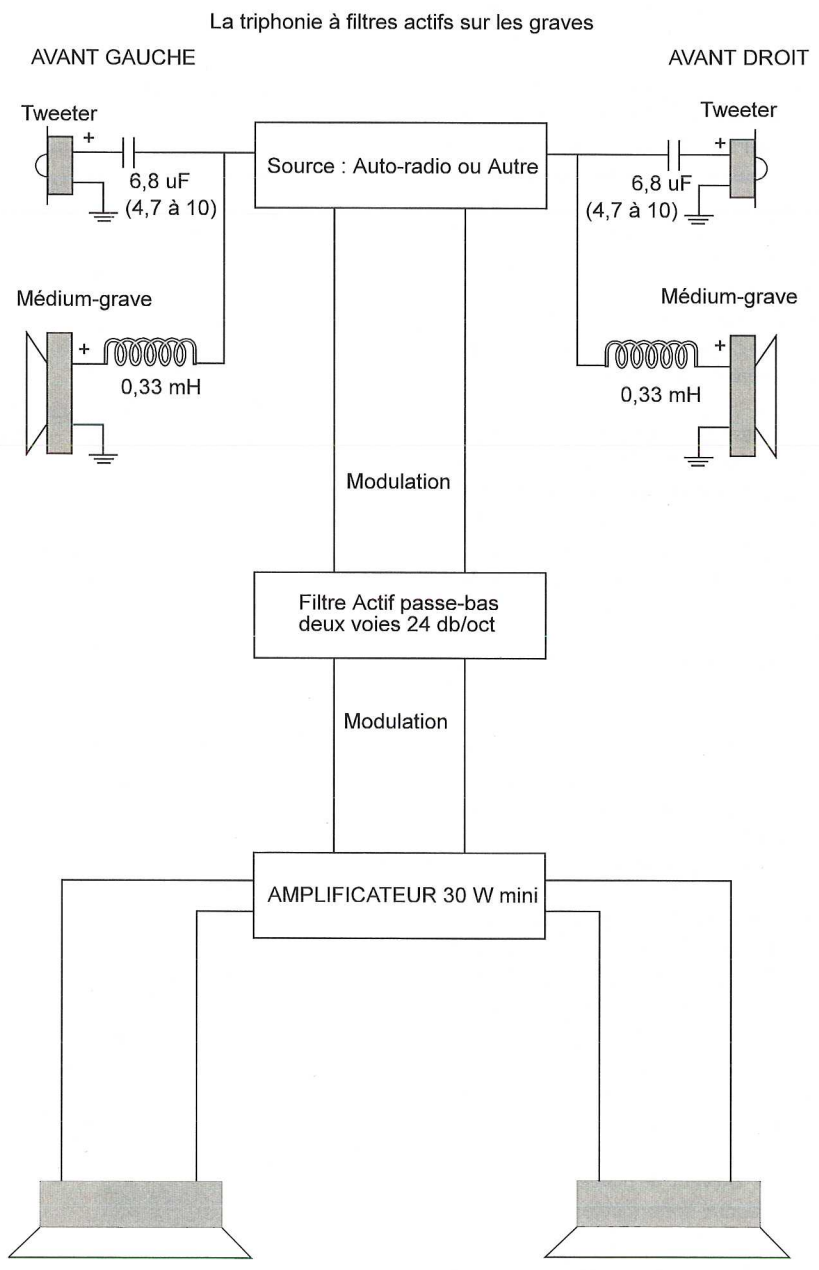 La triphonie à filtres actifs sur les graves
AVANT GAUCHE
AVANT DROIT
Tweeter
Tweeter
+
+
Source : Auto-radio ou Autre
6,8 uF
(4,7 à 10)
6,8 uF
(4,7 à 10)
Médium-grave
Médium-grave
+
+
0,33 mH
0,33 mH
Modulation
Filtre Actif passe-bas
deux voies 24 db/oct
Modulation
AMPLIFICATEUR 30 W mini